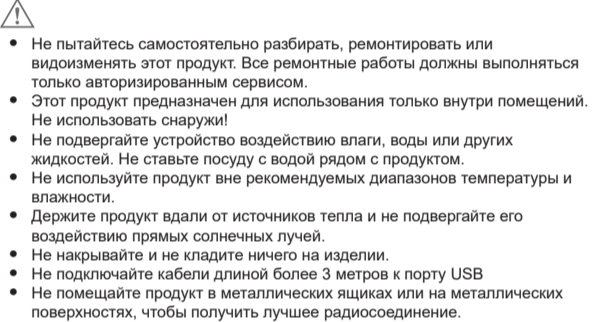 • Не пытайтесь самостоятельно разбирать, ремонтировать или
видоизменять этот продукт. Все ремонтные работы должны выполняться
только авторизированным сервисом.
• Этот продукт предназначен для использования только внутри помещений.
Не использовать снаружи!
• Не подвергайте устройство воздействию влаги, воды или других
жидкостей. Не ставьте посуду с водой рядом с продуктом.
• Не используйте продукт вне рекомендуемых диапазонов температуры и
влажности.
• Держите продукт вдали от источников тепла и не подвергайте его
воздействию прямых солнечных лучей.
• Не накрывайте и не кладите ничего на изделии.
• Не подключайте кабели длиной более 3 метров к порту USB
• Не помещайте продукт в металлических ящиках или на металлических
поверхностях, чтобы получить лучшее радиосоединение.